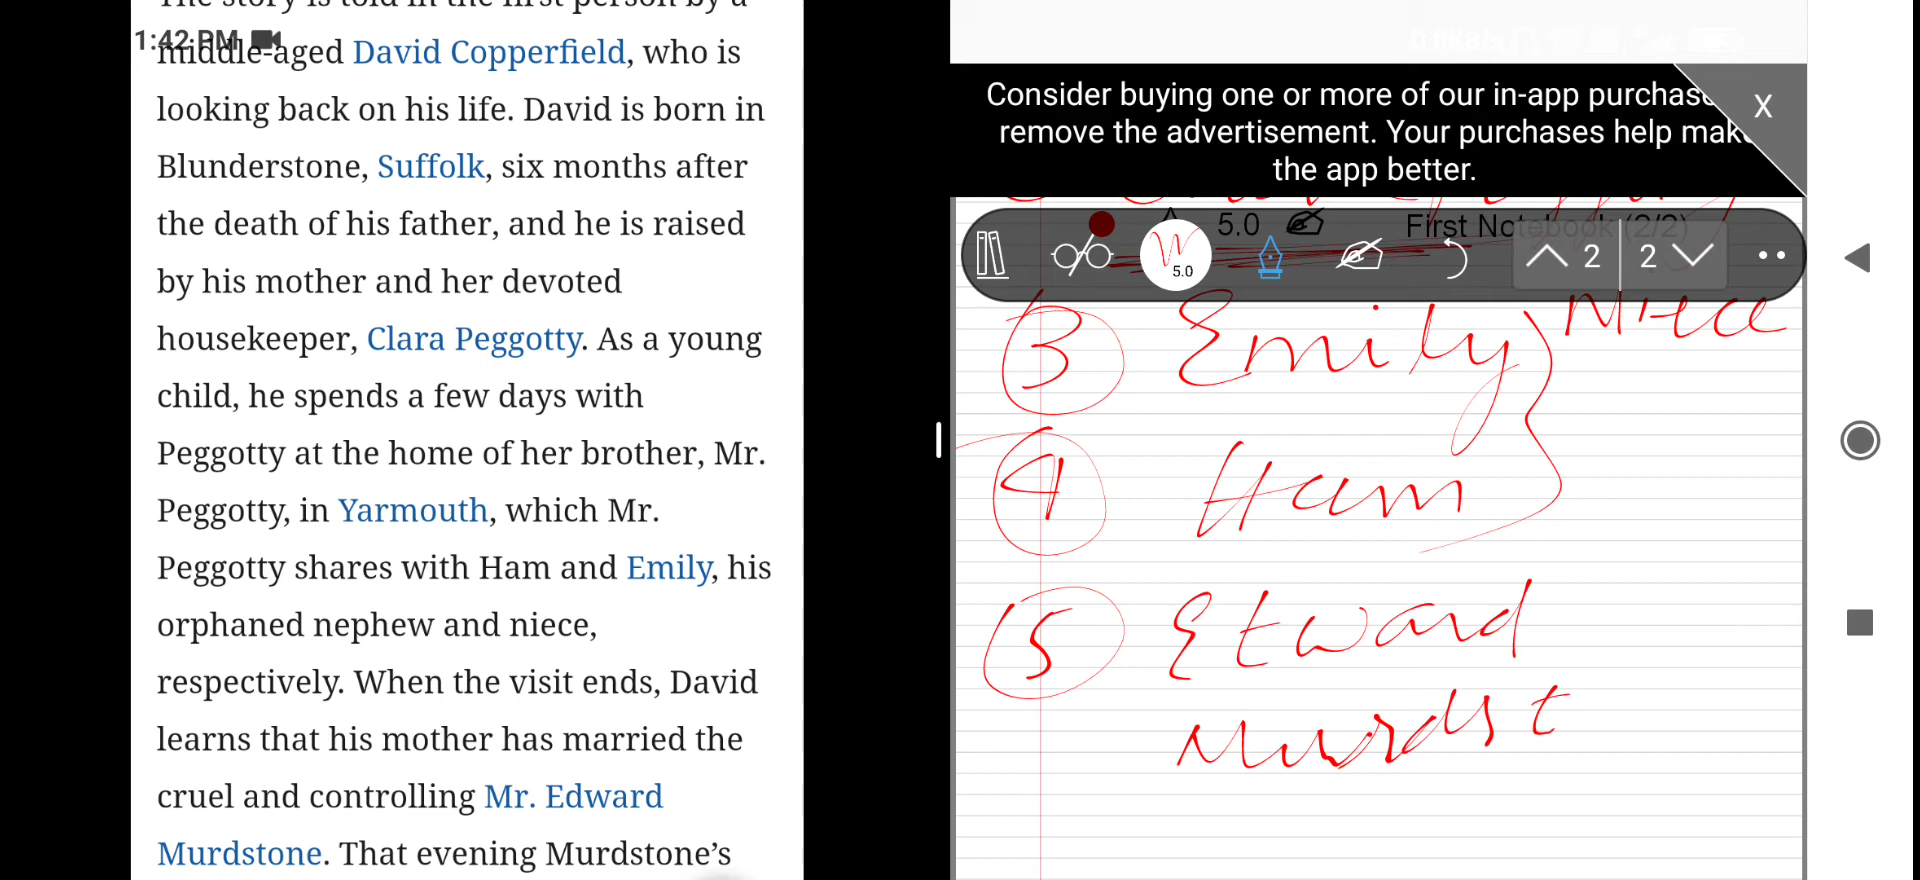 1:42 PM
middle-aged David Copperfield, who is
looking back on his life. David is born in
Blunderstone, Suffolk, six months after
the death of his father, and he is raised
by his mother and her devoted
housekeeper, Clara Peggotty. As a young
child, he spends a few days with
Peggotty at the home of her brother, Mr.
Peggotty, in Yarmouth, which Mr.
Peggotty shares with Ham and Emily, his
orphaned nephew and niece,
respectively. When the visit ends, David
learns that his mother has married the
cruel and controlling Mr. Edward
Murdstone. That evening Murdstone's
Consider buying one or more of our in-app
remove the advertisement. Your purchases help
the app better.
X
5.0 First Notebook (2/2)
5.0 2 2
3 Emily Niece
4 Ham
5 Etward
Murdst